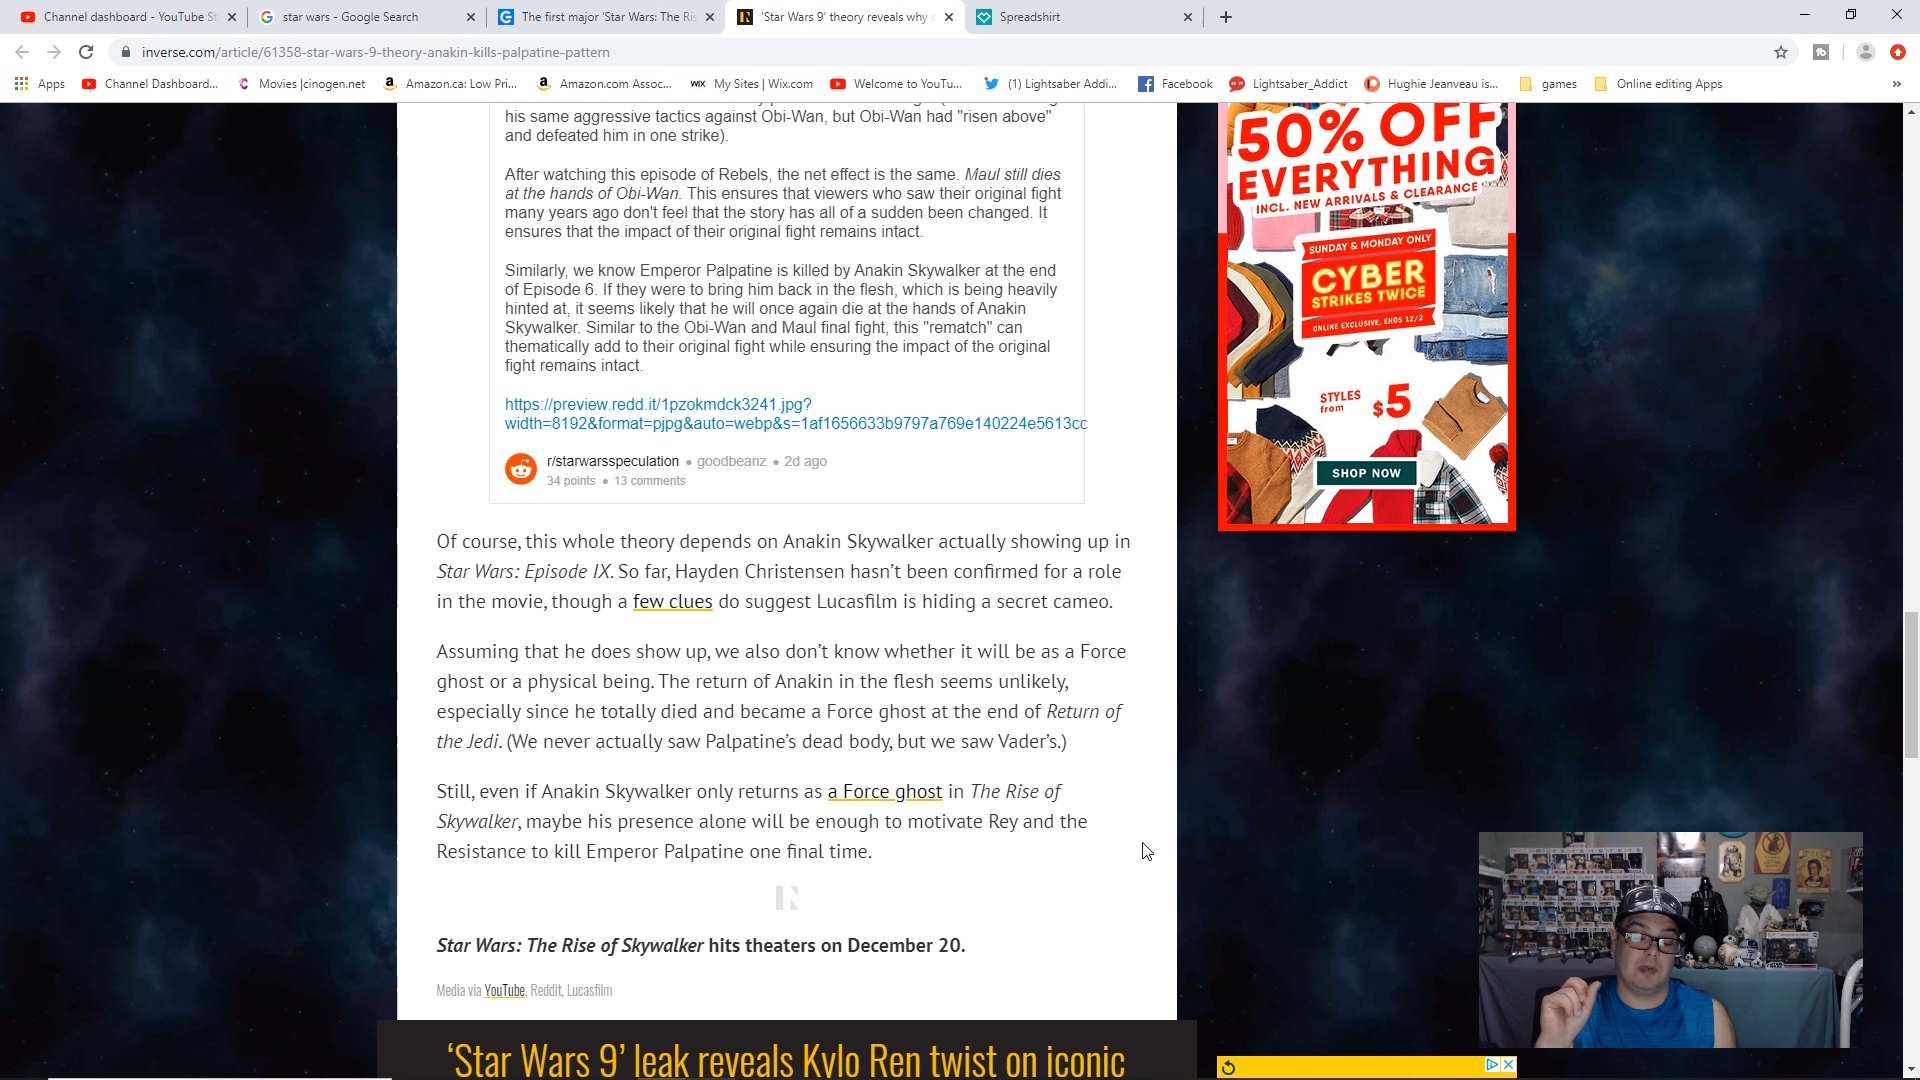 Channel dashboard - YouTube St
star wars - Google Search
The first major 'Star Wars: The Ris
'Star Wars 9' theory reveals why
Spreadshirt
inverse.com/article/61358-star-wars-9-theory-anakin-kills-palpatine-pattern
Apps
Channel Dashboard...
Movies |cinogen.net
Amazon.ca: Low Pri...
Amazon.com Assoc...
WIX My Sites | Wix.com
Welcome to YouTu...
(1) Lightsaber Addi...
Facebook
Lightsaber_Addict
Hughie Jeanveau is...
games
Online editing Apps
his same aggressive tactics against Obi-Wan, but Obi-Wan had "risen above"
and defeated him in one strike).
After watching this episode of Rebels, the net effect is the same. Maul still dies
at the hands of Obi-Wan. This ensures that viewers who saw their original fight
many years ago don't feel that the story has all of a sudden been changed. It
ensures that the impact of their original fight remains intact.
Similarly, we know Emperor Palpatine is killed by Anakin Skywalker at the end
of Episode 6. If they were to bring him back in the flesh, which is being heavily
hinted at, it seems likely that he will once again die at the hands of Anakin
Skywalker. Similar to the Obi-Wan and Maul final fight, this "rematch" can
thematically add to their original fight while ensuring the impact of the original
fight remains intact.
https://preview.redd.it/1pzokmdck3241.jpg?
width=8192&format=pjpg&auto=webp&s=1af1656633b9797a769e140224e5613cc
r/starwarsspeculation • goodbeanz • 2d ago
34 points • 13 comments
Of course, this whole theory depends on Anakin Skywalker actually showing up in
Star Wars: Episode IX. So far, Hayden Christensen hasn’t been confirmed for a role
in the movie, though a few clues do suggest Lucasfilm is hiding a secret cameo.
Assuming that he does show up, we also don’t know whether it will be as a Force
ghost or a physical being. The return of Anakin in the flesh seems unlikely,
especially since he totally died and became a Force ghost at the end of Return of
the Jedi. (We never actually saw Palpatine’s dead body, but we saw Vader’s.)
Still, even if Anakin Skywalker only returns as a Force ghost in The Rise of
Skywalker, maybe his presence alone will be enough to motivate Rey and the
Resistance to kill Emperor Palpatine one final time.
Star Wars: The Rise of Skywalker hits theaters on December 20.
Media via YouTube, Reddit, Lucasfilm
‘Star Wars 9’ leak reveals Kylo Ren twist on iconic
50% OFF
EVERYTHING
INCL. NEW ARRIVALS & CLEARANCE
SUNDAY & MONDAY ONLY
CYBER
STRIKES TWICE
ONLINE EXCLUSIVE, ENDS 12/2
STYLES
from $5
SHOP NOW